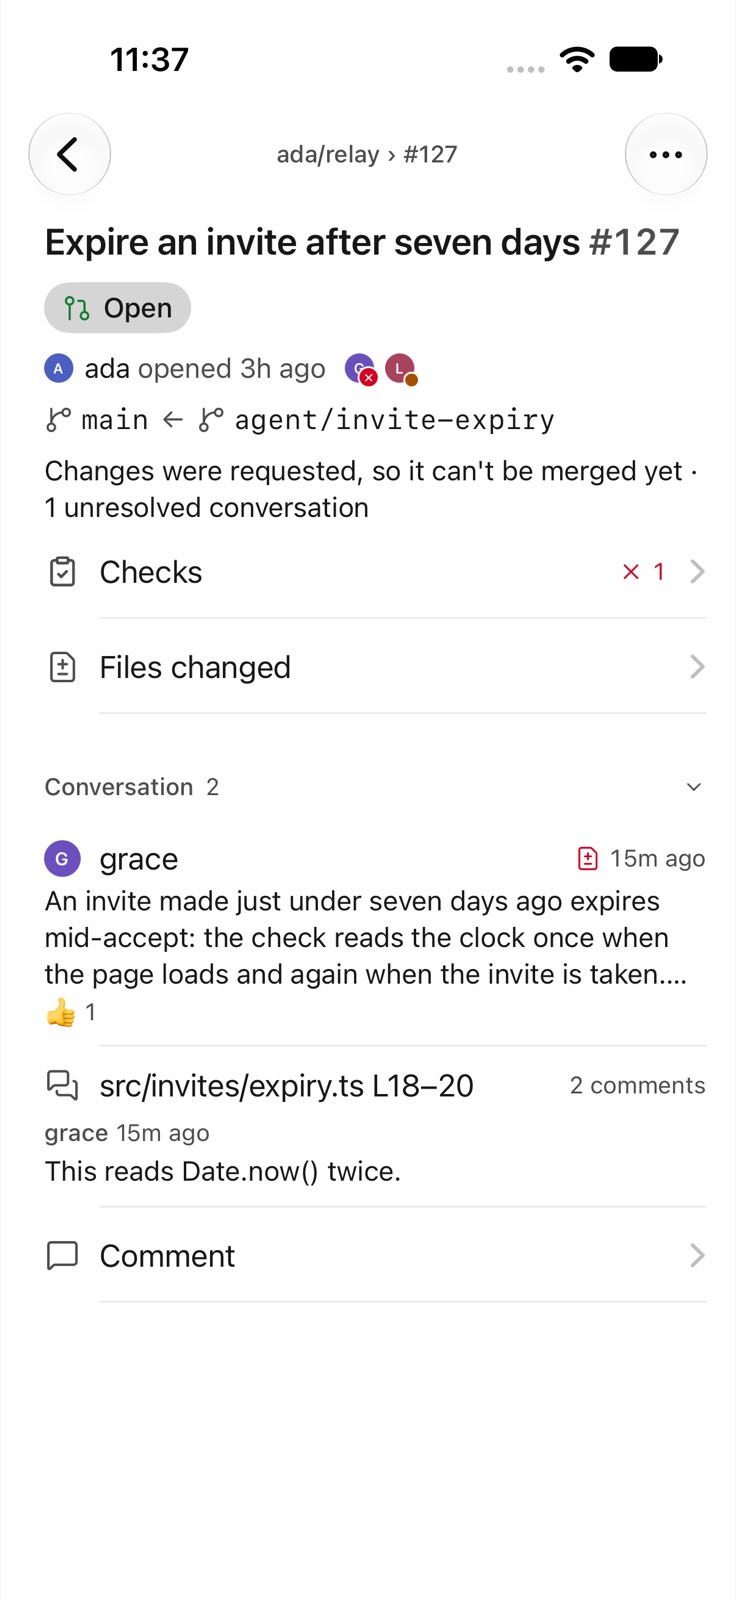 11:37
ada/relay › #127
Expire an invite after seven days #127
Open
A ada opened 3h ago G L
main ← agent/invite-expiry
Changes were requested, so it can't be merged yet ·
1 unresolved conversation
Checks × 1
Files changed
Conversation 2
G grace 15m ago
An invite made just under seven days ago expires
mid-accept: the check reads the clock once when
the page loads and again when the invite is taken....
👍 1
src/invites/expiry.ts L18–20 2 comments
grace 15m ago
This reads Date.now() twice.
Comment